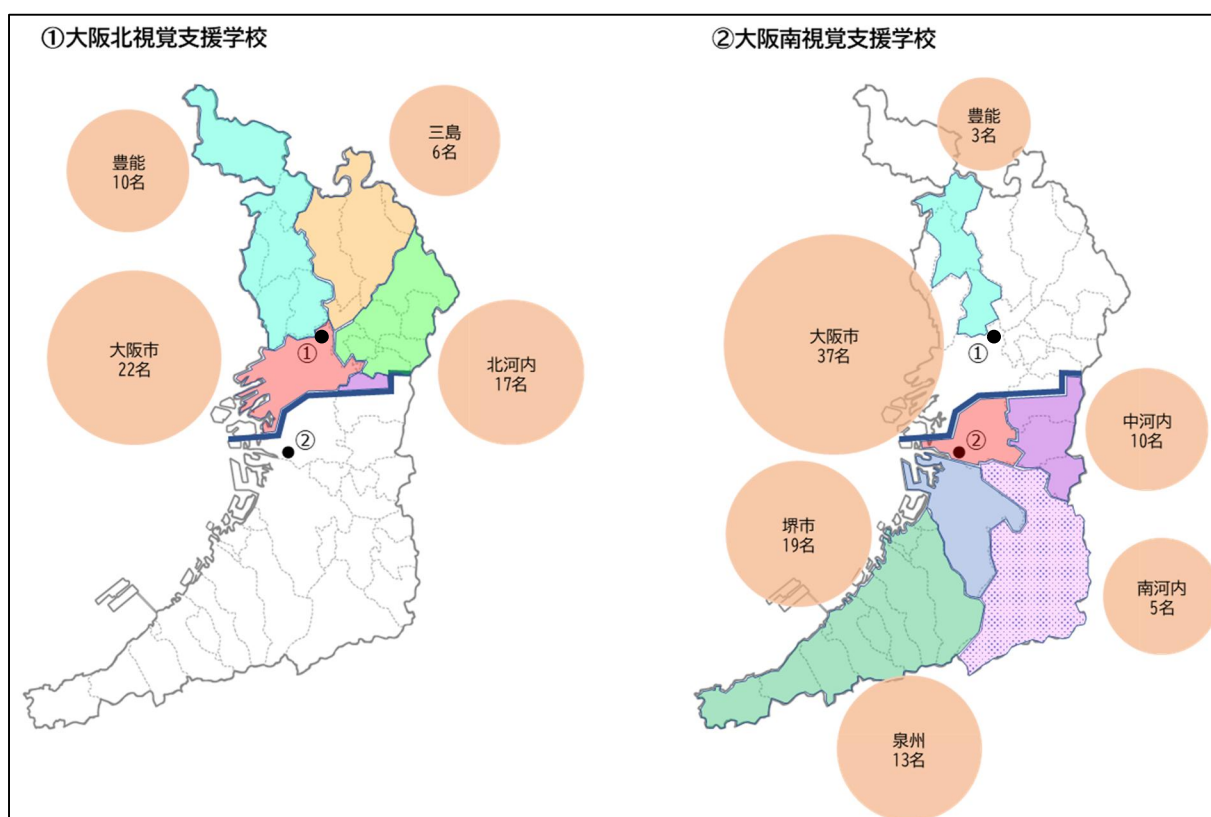 ①大阪北視覚支援学校
豊能
10名
三島
6名
大阪市
22名
北河内
17名
①
②
②大阪南視覚支援学校
豊能
3名
大阪市
37名
①
②
中河内
10名
堺市
19名
南河内
5名
泉州
13名